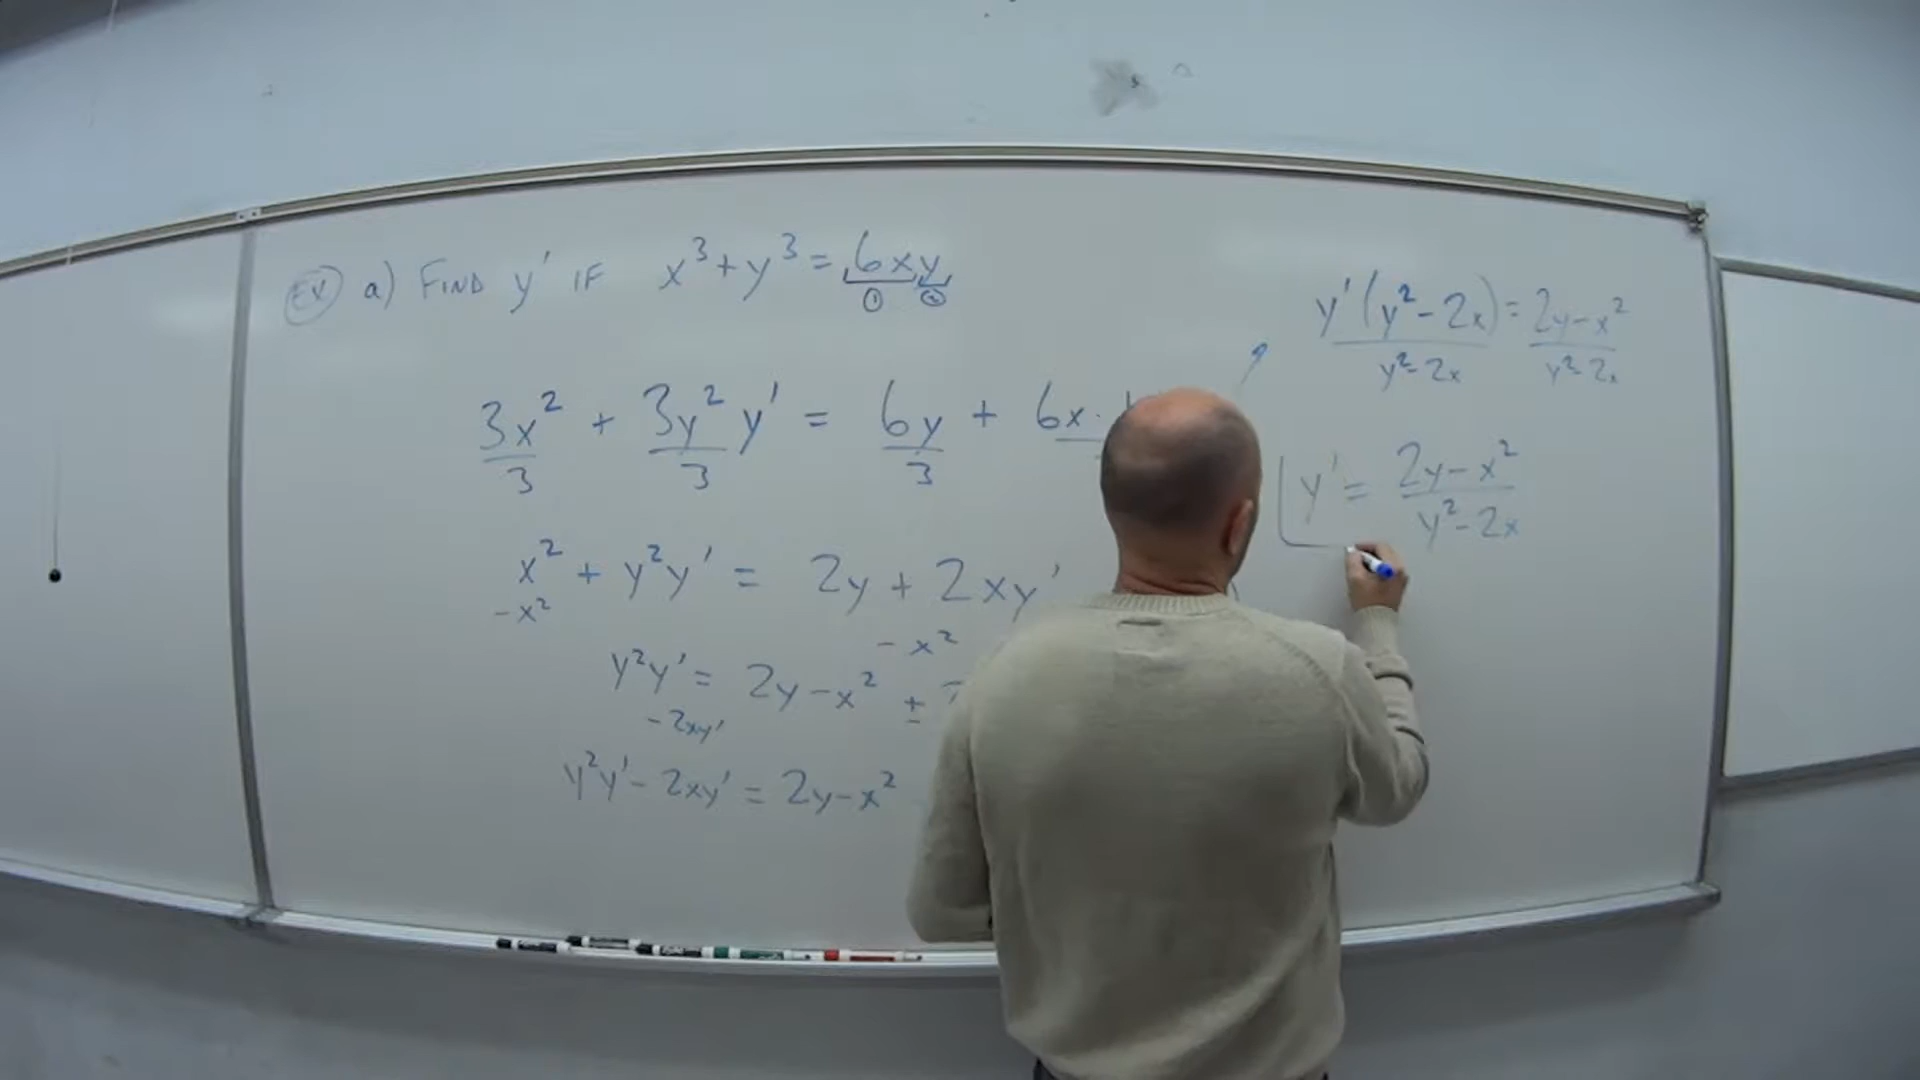 EX a) FIND y' IF x³+y³=6xy
① ②
3x² + 3y² y' = 6y + 6x·
3 3 3
x² + y²y' = 2y + 2xy'
-x² -x²
y²y' = 2y-x² +
-2xy' -
y²y' - 2xy' = 2y-x²
y'(y²-2x) = 2y-x²
y²-2x y²-2x
y' = 2y-x²
y²-2x